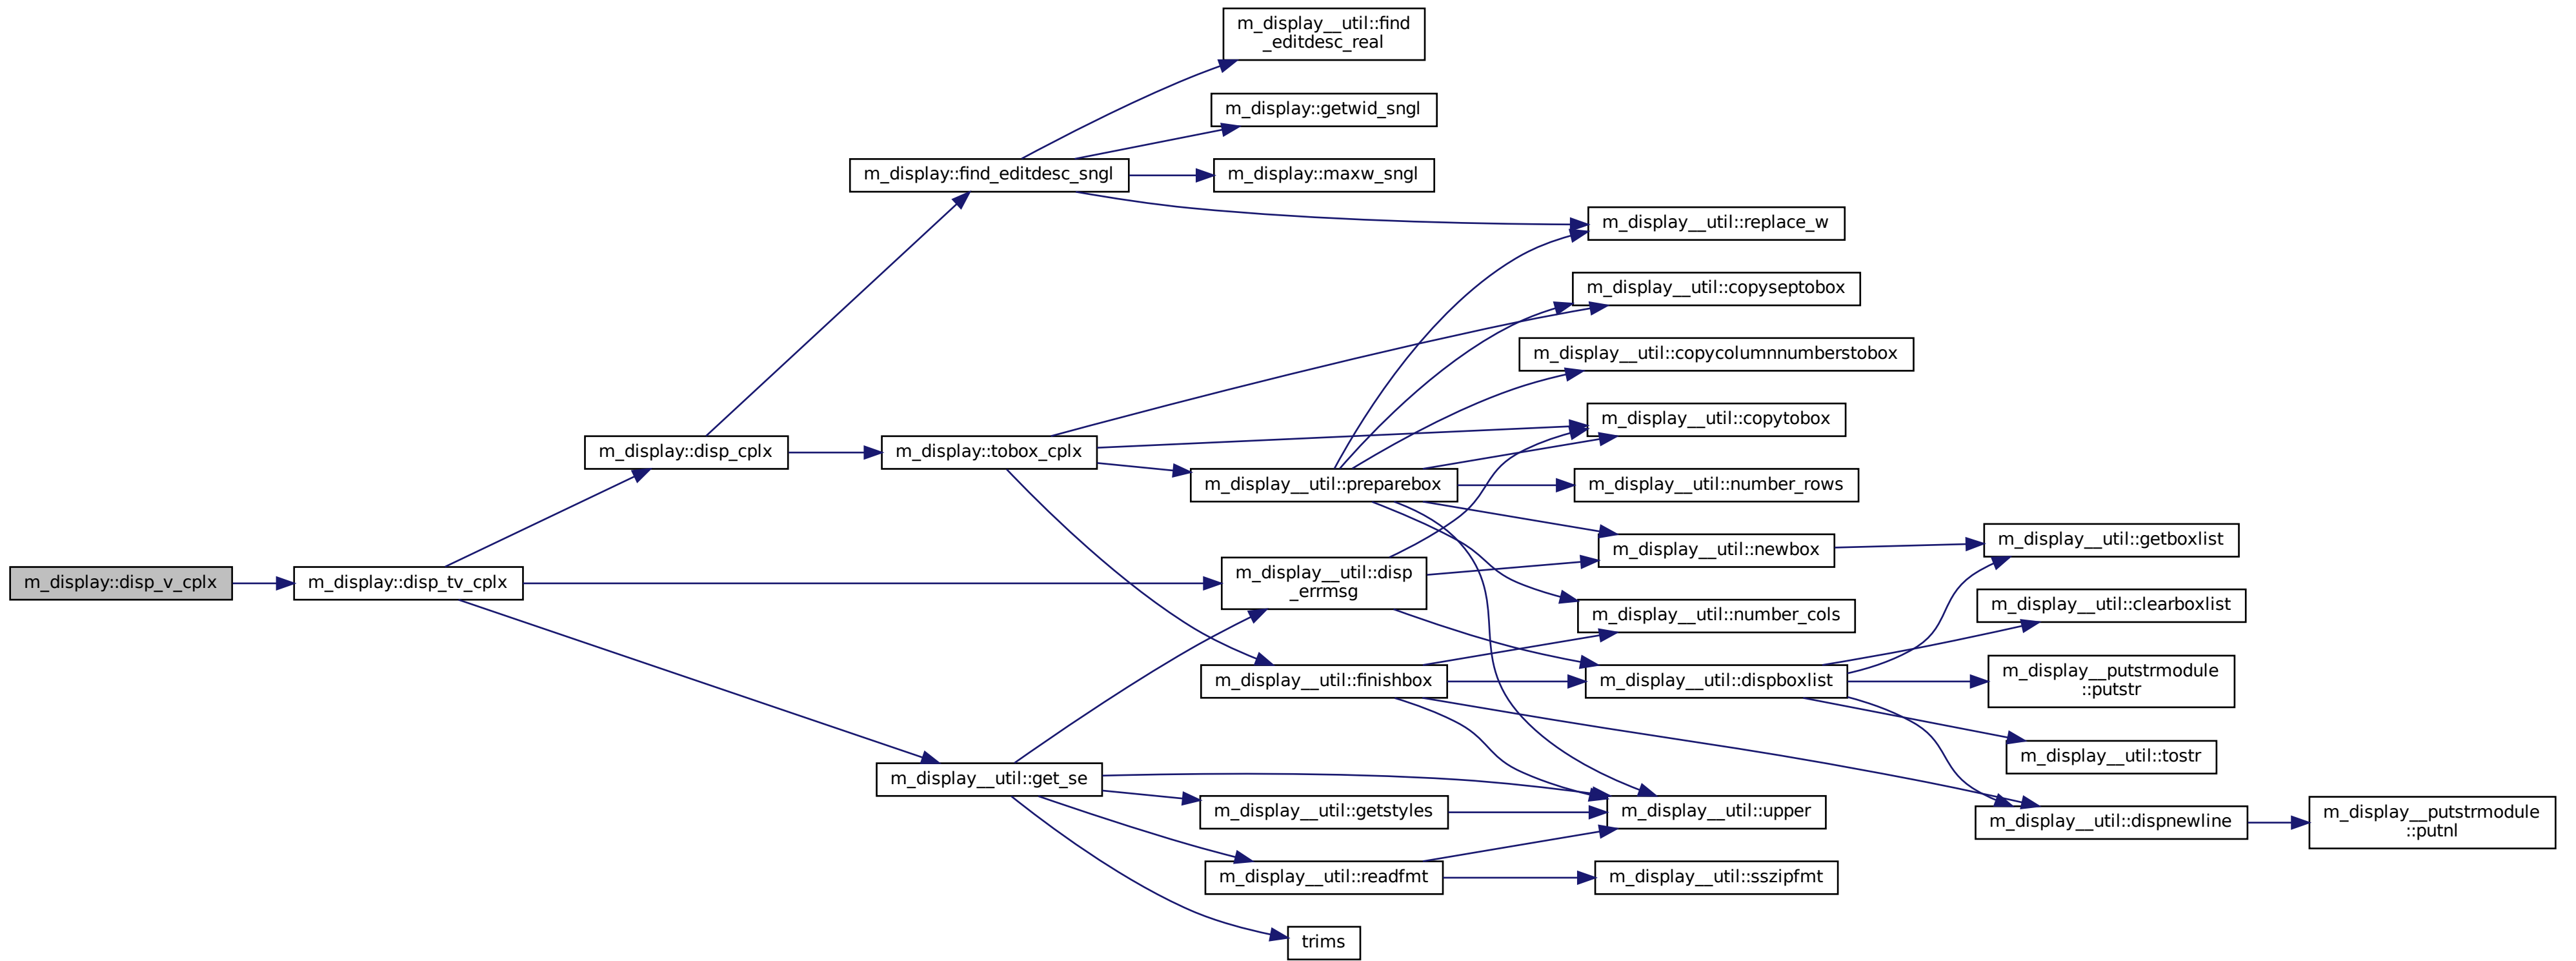 m_display::disp_v_cplx
m_display::disp_tv_cplx
m_display::disp_cplx
m_display::find_editdesc_sngl
m_display__util::find
_editdesc_real
m_display::getwid_sngl
m_display::maxw_sngl
m_display__util::replace_w
m_display::tobox_cplx
m_display__util::copyseptobox
m_display__util::copycolumnnumberstobox
m_display__util::copytobox
m_display__util::preparebox
m_display__util::number_rows
m_display__util::newbox
m_display__util::getboxlist
m_display__util::disp
_errmsg
m_display__util::number_cols
m_display__util::clearboxlist
m_display__util::finishbox
m_display__util::dispboxlist
m_display__putstrmodule
::putstr
m_display__util::tostr
m_display__util::get_se
m_display__util::getstyles
m_display__util::upper
m_display__util::dispnewline
m_display__putstrmodule
::putnl
m_display__util::readfmt
m_display__util::sszipfmt
trims